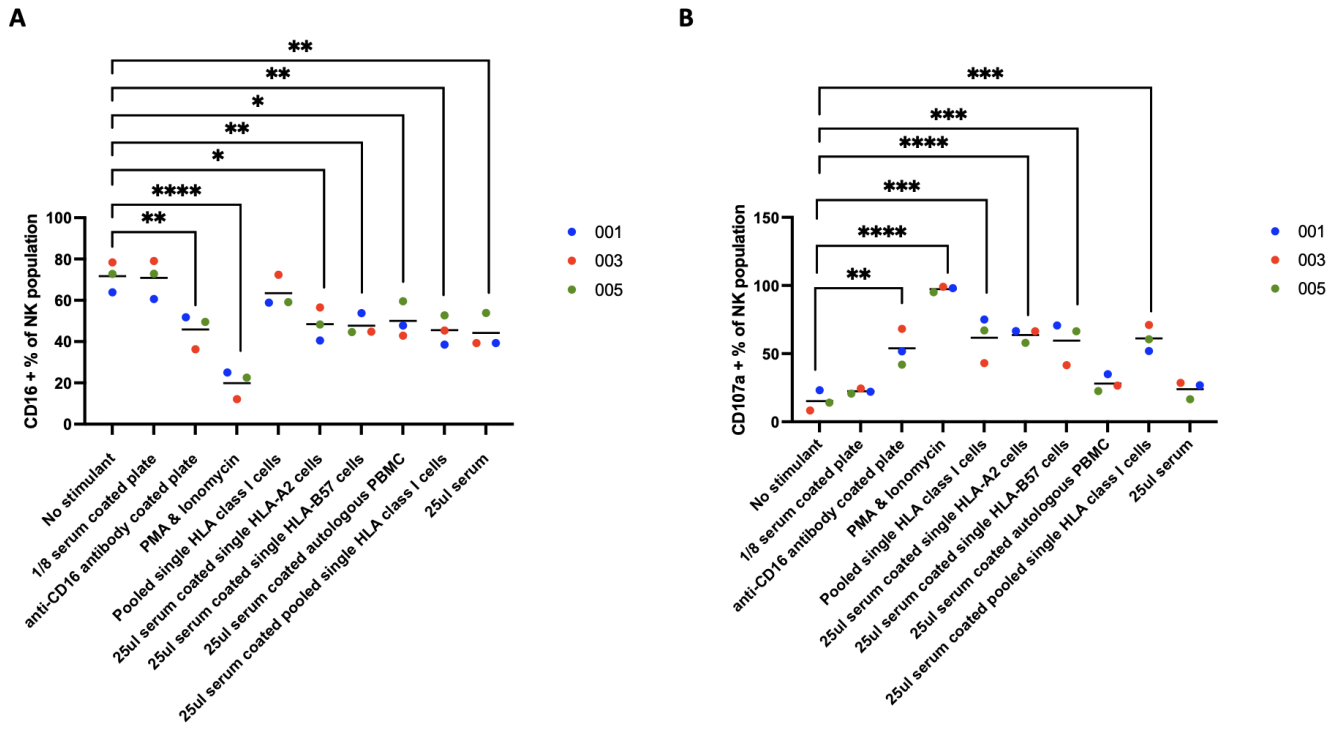 A
B
**
**
*
**
*
****
**
CD16 + % of NK population
100
80
60
40
20
0
No stimulant
1/8 serum coated plate
anti-CD16 antibody coated plate
PMA & Ionomycin
Pooled single HLA class I cells
25ul serum coated single HLA-A2 cells
25ul serum coated single HLA-B57 cells
25ul serum coated autologous PBMC
25ul serum coated pooled single HLA class I cells
25ul serum
001
003
005
***
***
****
***
****
**
CD107a + % of NK population
150
100
50
0
No stimulant
1/8 serum coated plate
anti-CD16 antibody coated plate
PMA & Ionomycin
Pooled single HLA class I cells
25ul serum coated single HLA-A2 cells
25ul serum coated single HLA-B57 cells
25ul serum coated autologous PBMC
25ul serum coated pooled single HLA class I cells
25ul serum
001
003
005